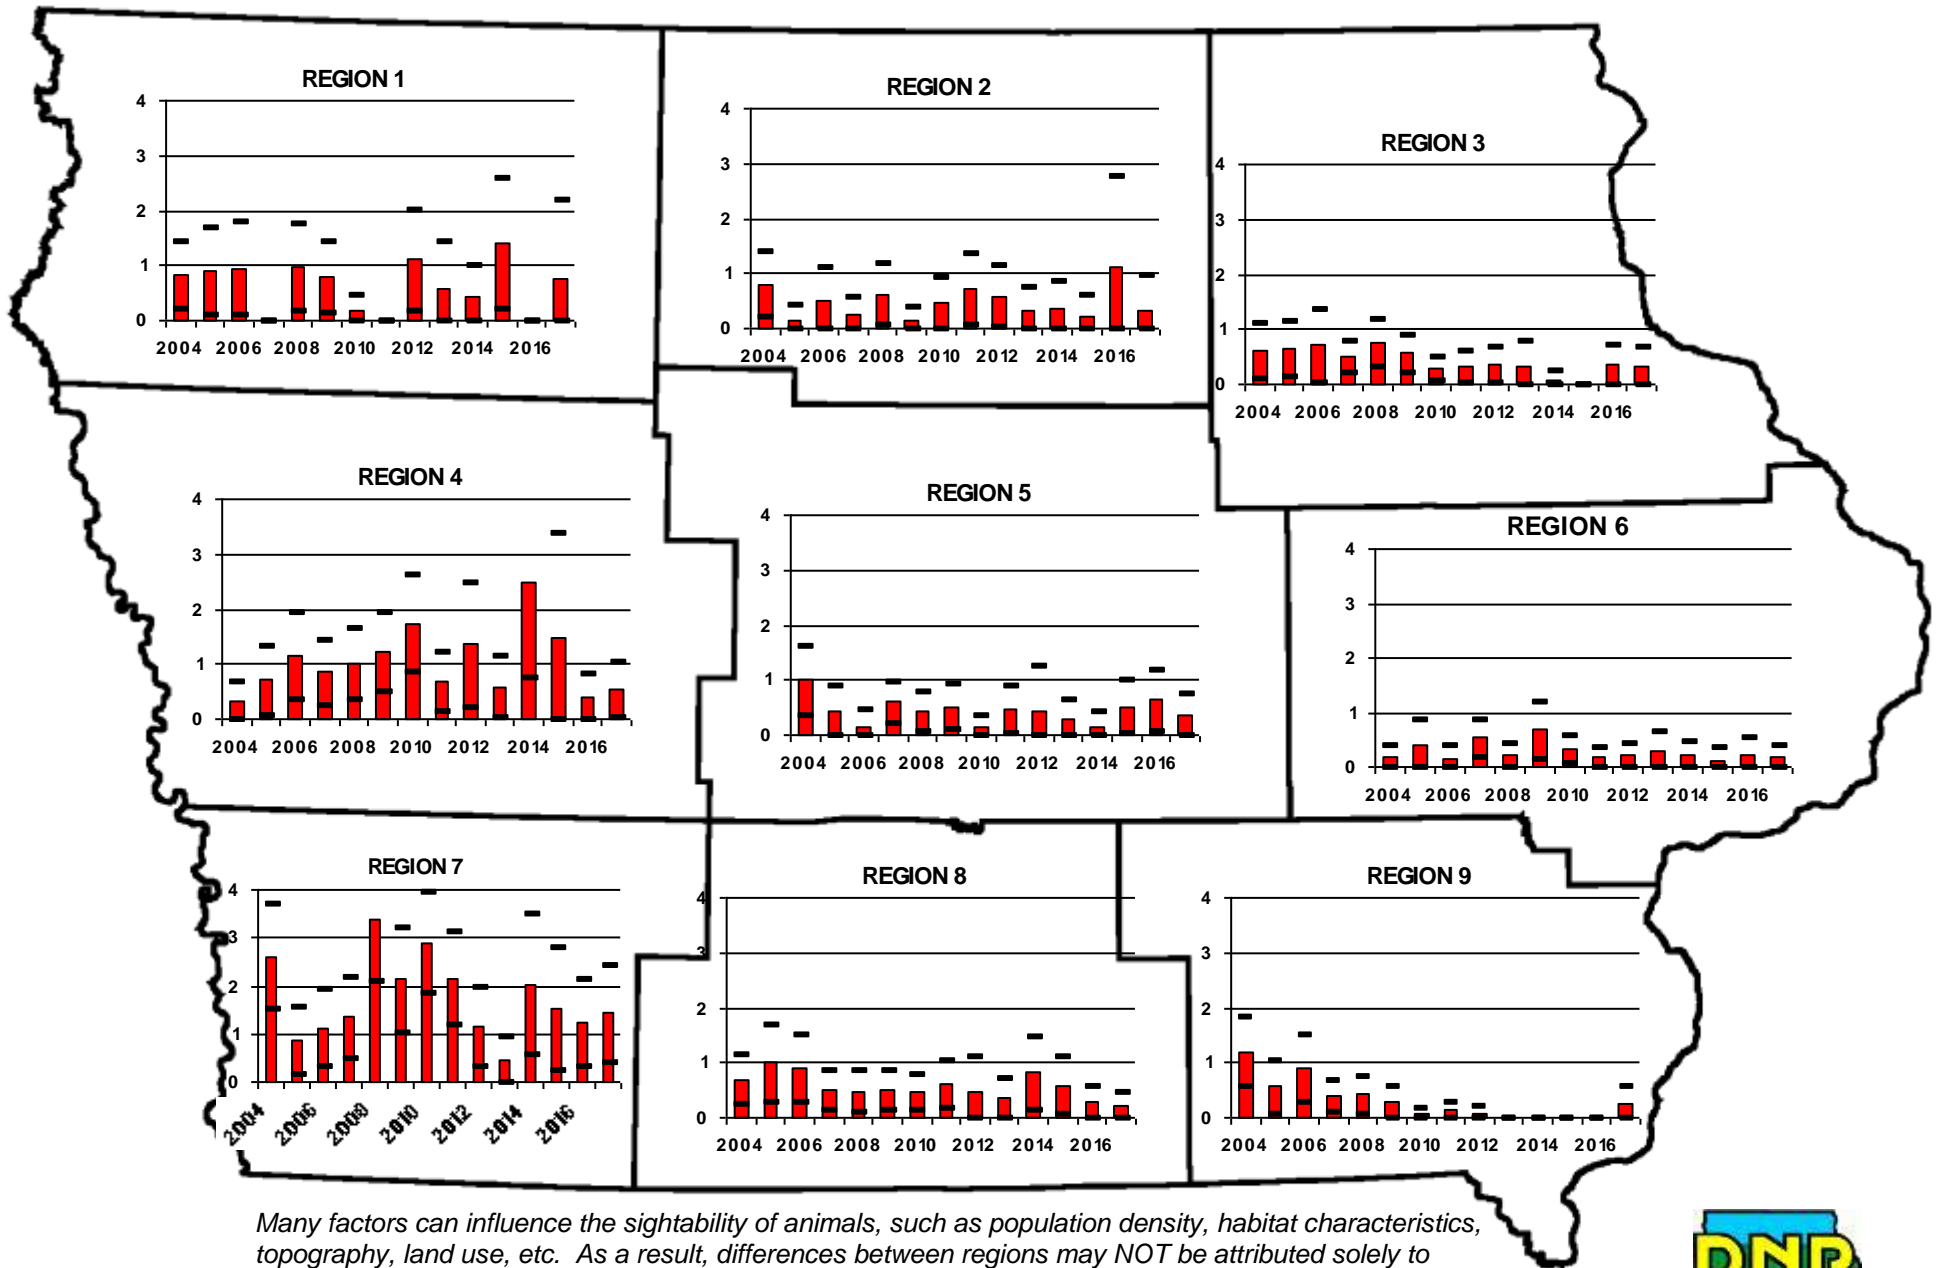 REGION 1
4
3
2
1
0
2004 2006 2008 2010 2012 2014 2016
REGION 2
4
3
2
1
0
2004 2006 2008 2010 2012 2014 2016
REGION 3
4
3
2
1
0
2004 2006 2008 2010 2012 2014 2016
REGION 4
4
3
2
1
0
2004 2006 2008 2010 2012 2014 2016
REGION 5
4
3
2
1
0
2004 2006 2008 2010 2012 2014 2016
REGION 6
4
3
2
1
0
2004 2006 2008 2010 2012 2014 2016
REGION 7
4
3
2
1
0
2004 2006 2008 2010 2012 2014 2016
REGION 8
4
3
2
1
0
2004 2006 2008 2010 2012 2014 2016
REGION 9
4
3
2
1
0
2004 2006 2008 2010 2012 2014 2016
Many factors can influence the sightability of animals, such as population density, habitat characteristics,
topography, land use, etc. As a result, differences between regions may NOT be attributed solely to
DNR